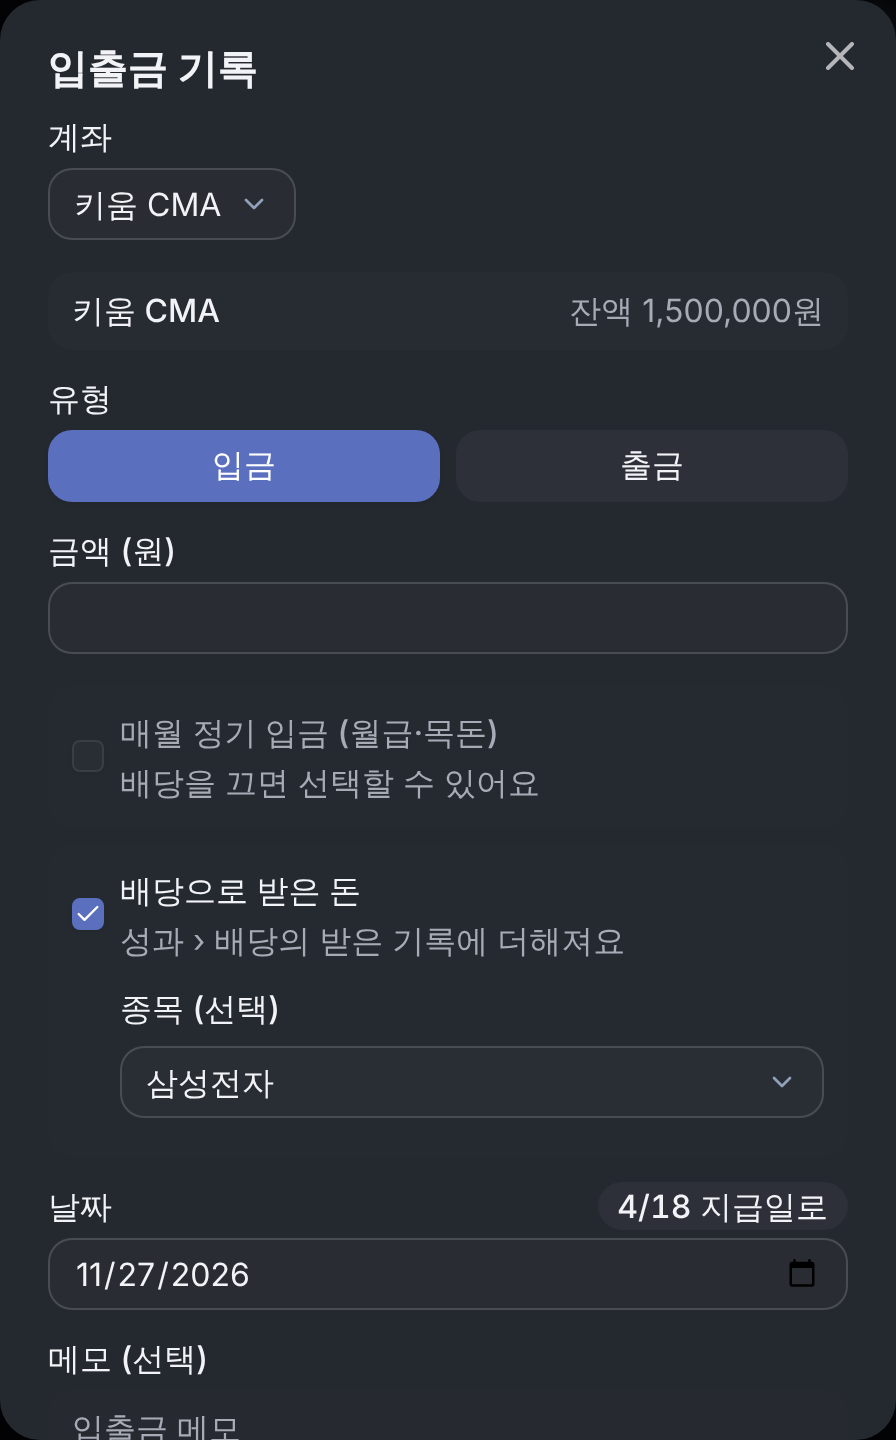 입출금 기록
계좌
키움 CMA
키움 CMA 잔액 1,500,000원
유형
입금 출금
금액 (원)
매월 정기 입금 (월급·목돈)
배당을 끄면 선택할 수 있어요
배당으로 받은 돈
성과 › 배당의 받은 기록에 더해져요
종목 (선택)
삼성전자
날짜 4/18 지급일로
11/27/2026
메모 (선택)
입출금 메모